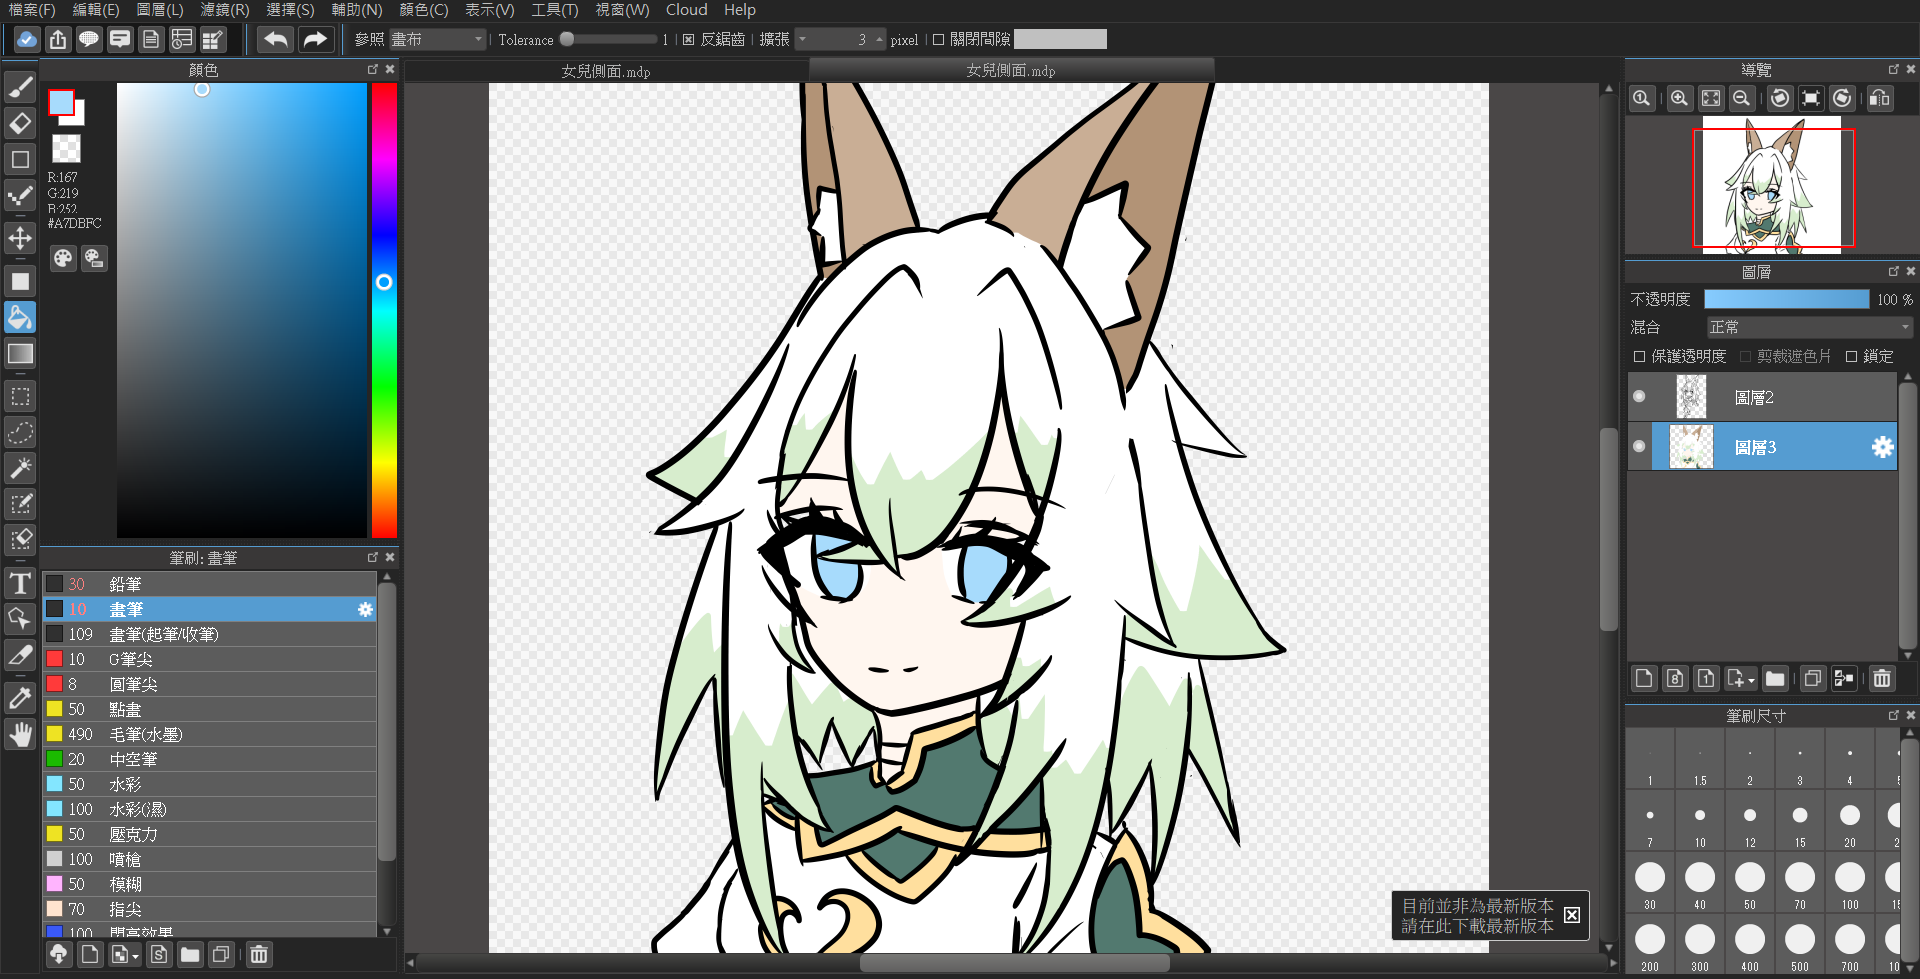 檔案(F) 編輯(E) 圖層(L) 濾鏡(R) 選擇(S) 輔助(N) 顏色(C) 表示(V) 工具(T) 視窗(W) Cloud Help
參照 畫布 Tolerance 1 反鋸齒 擴張 3 pixel 關閉間隙
顏色
R:167
G:219
B:252
#A7DBFC
筆刷: 畫筆
30 鉛筆
10 畫筆
109 畫筆(起筆/收筆)
10 G筆尖
8 圓筆尖
50 點畫
490 毛筆(水墨)
20 中空筆
50 水彩
100 水彩(濕)
50 壓克力
100 噴槍
50 模糊
70 指尖
100 閃亮效果
女兒側面.mdp 女兒側面.mdp
目前並非為最新版本
請在此下載最新版本
導覽
圖層
不透明度 100 %
混合 正常
保護透明度 剪裁遮色片 鎖定
圖層2
圖層3
8 1
筆刷尺寸
1 1.5 2 3 4
7 10 12 15 20
30 40 50 70 100
200 300 400 500 700